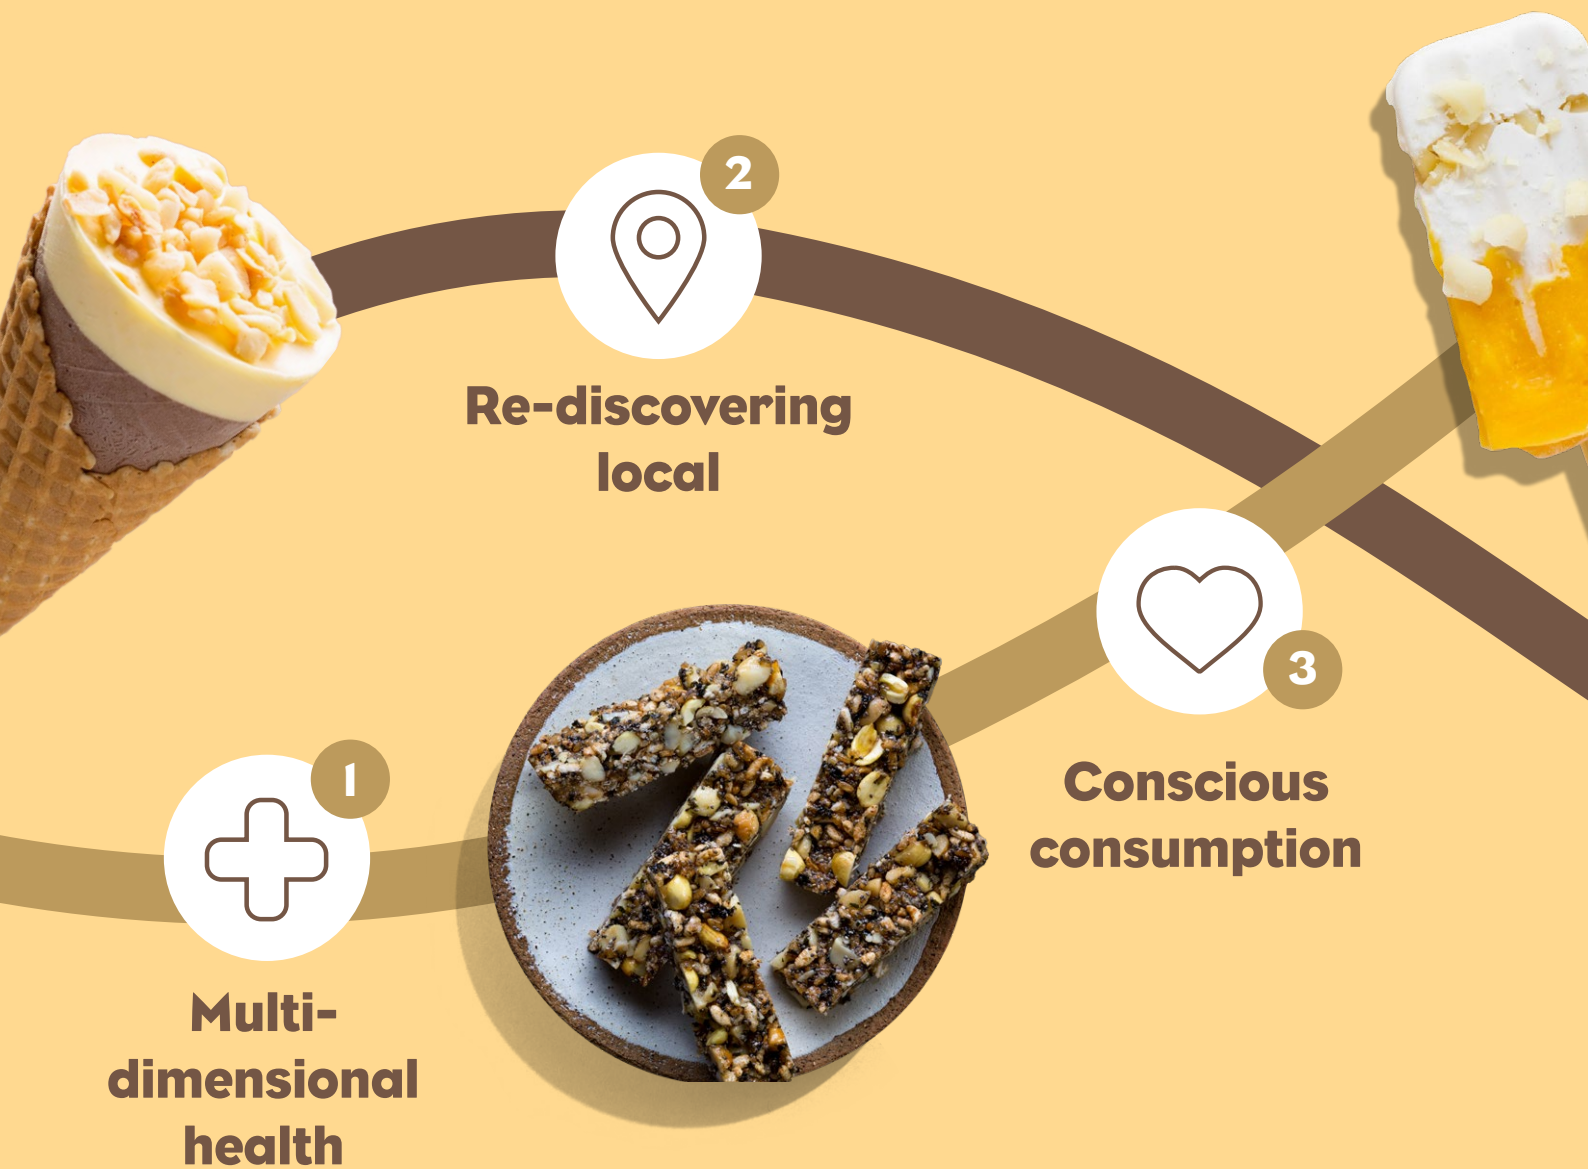 1
Multi-
dimensional
health
2
Re-discovering
local
3
Conscious
consumption